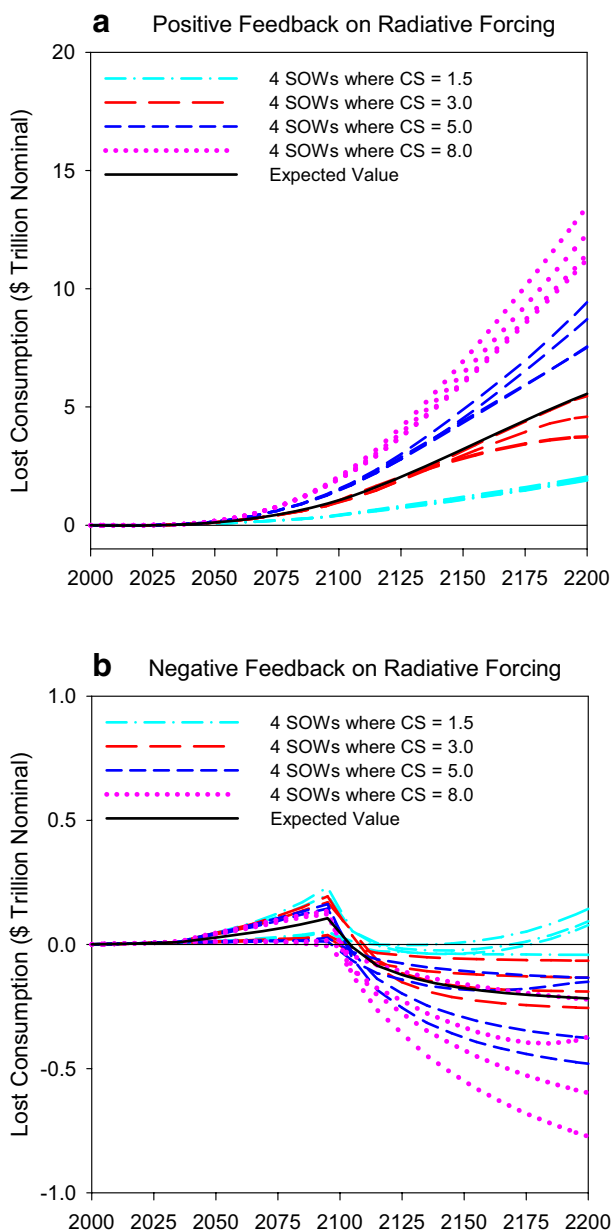 a Positive Feedback on Radiative Forcing
20
15
10
5
0
Lost Consumption ($ Trillion Nominal)
4 SOWs where CS = 1.5
4 SOWs where CS = 3.0
4 SOWs where CS = 5.0
4 SOWs where CS = 8.0
Expected Value
2000 2025 2050 2075 2100 2125 2150 2175 2200
b Negative Feedback on Radiative Forcing
1.0
0.5
0.0
-0.5
-1.0
Lost Consumption ($ Trillion Nominal)
4 SOWs where CS = 1.5
4 SOWs where CS = 3.0
4 SOWs where CS = 5.0
4 SOWs where CS = 8.0
Expected Value
2000 2025 2050 2075 2100 2125 2150 2175 2200